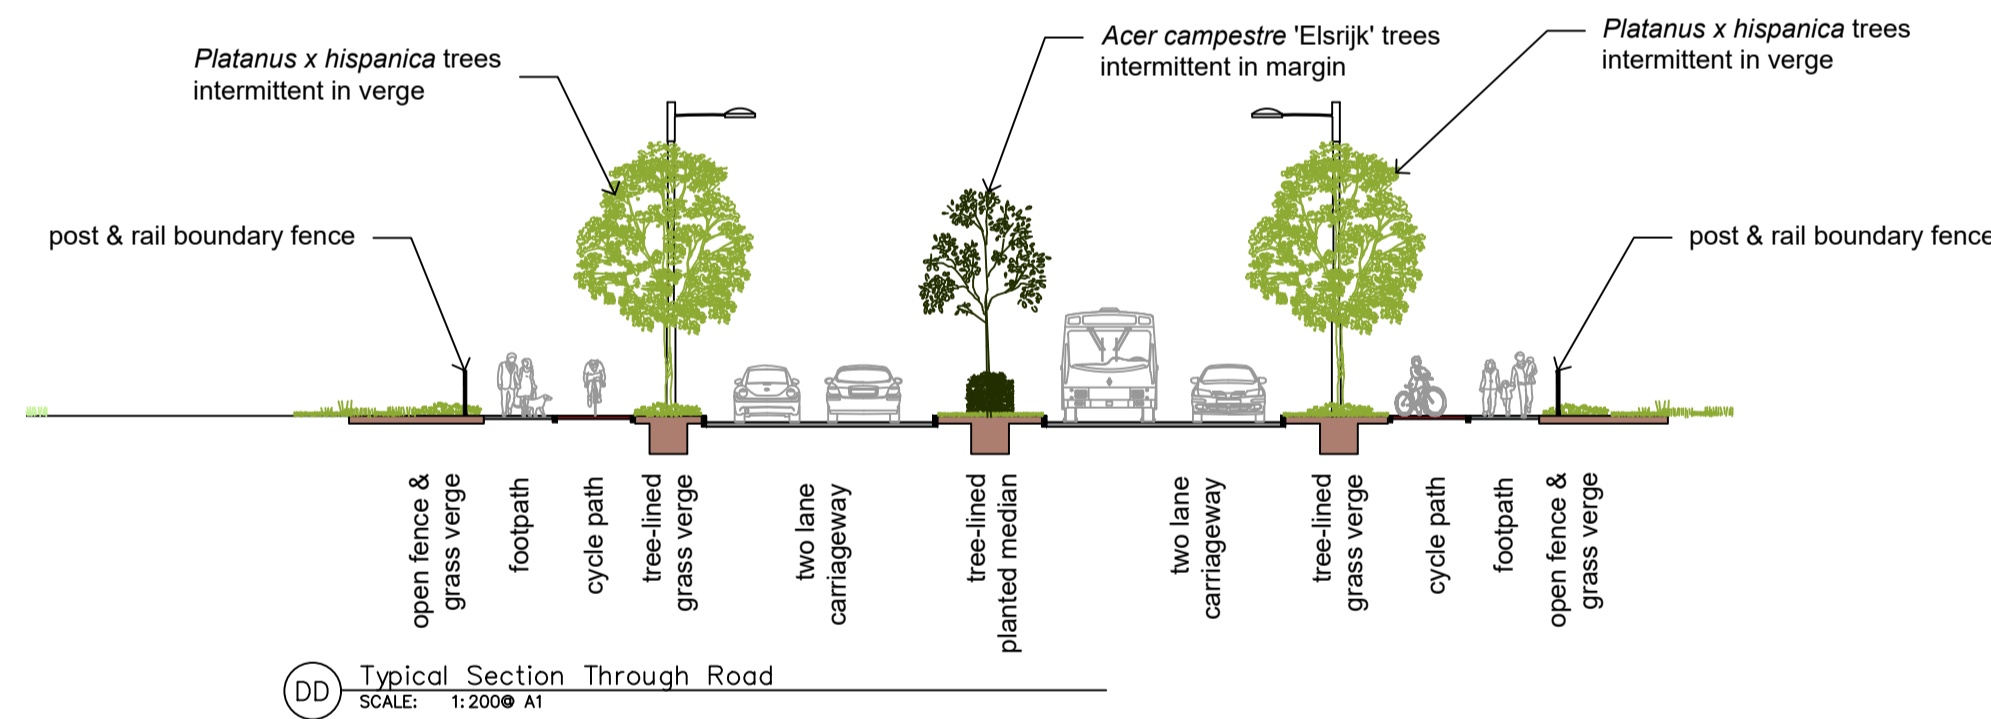 Platanus x hispanica trees
intermittent in verge
Acer campestre 'Elsrijk' trees
intermittent in margin
Platanus x hispanica trees
intermittent in verge
post & rail boundary fence
post & rail boundary fence
open fence &
grass verge
footpath
cycle path
tree-lined
grass verge
two lane
carriageway
tree-lined
planted median
two lane
carriageway
tree-lined
grass verge
cycle path
footpath
open fence &
grass verge
DD
Typical Section Through Road
SCALE: 1:200@ A1